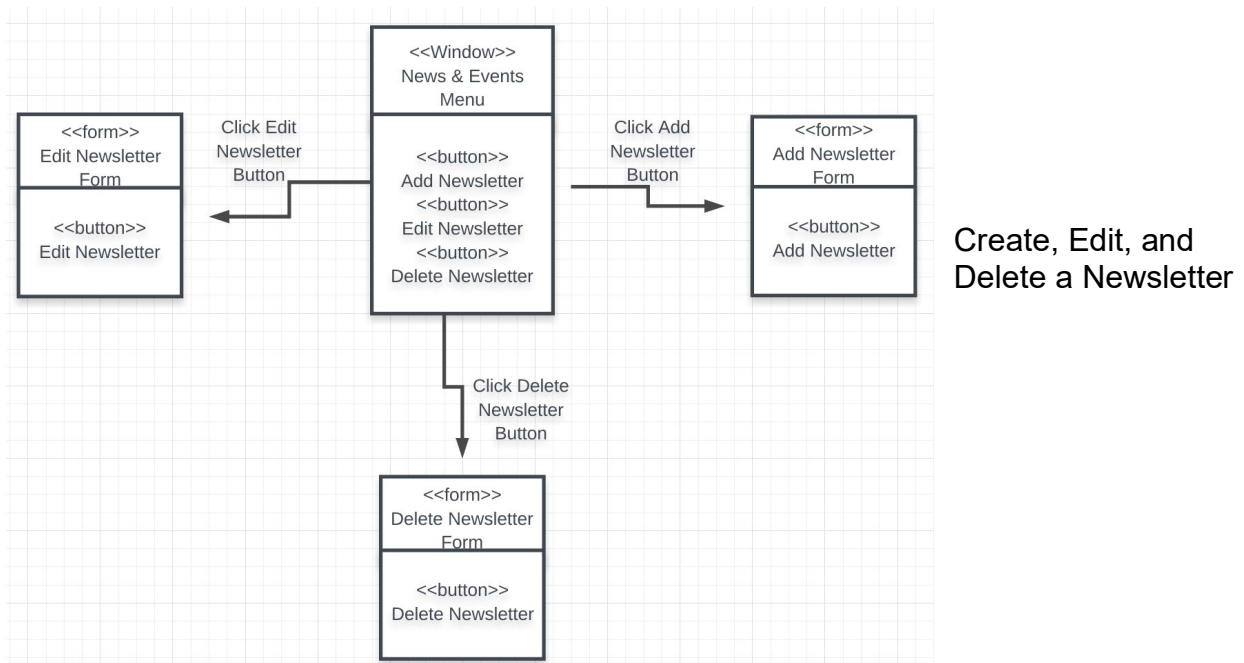 <<Window>>
News & Events
Menu
<<button>>
Add Newsletter
<<button>>
Edit Newsletter
<<button>>
Delete Newsletter
Click Edit
Newsletter
Button
<<form>>
Edit Newsletter
Form
<<button>>
Edit Newsletter
Click Add
Newsletter
Button
<<form>>
Add Newsletter
Form
<<button>>
Add Newsletter
Click Delete
Newsletter
Button
<<form>>
Delete Newsletter
Form
<<button>>
Delete Newsletter
Create, Edit, and
Delete a Newsletter